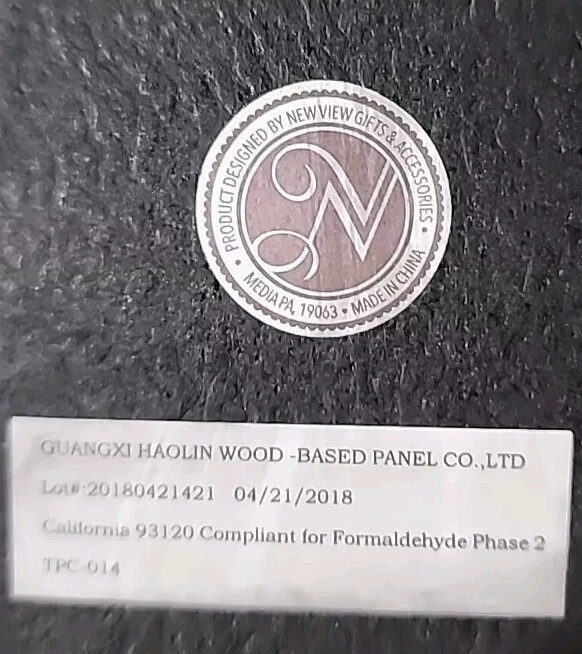 PRODUCT DESIGNED BY NEW VIEW GIFTS & ACCESSORIES •
MEDIA PA, 19063 • MADE IN CHINA •
N
GUANGXI HAOLIN WOOD -BASED PANEL CO.,LTD
Lot#:20180421421 04/21/2018
California 93120 Compliant for Formaldehyde Phase 2
TPC-014